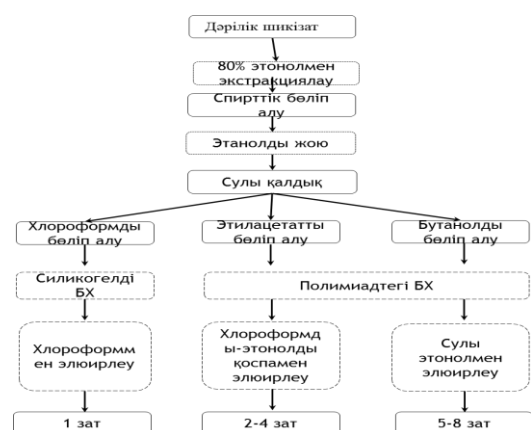 Дәрілік шикізат
80% этонолмен
экстракциялау
Спирттік бөліп
алу
Этанолды жою
Сулы қалдық
Хлороформды
бөліп алу
Этилацетатты
бөліп алу
Бутанолды
бөліп алу
Силикогелді
БХ
Полимиадтегі БХ
Хлороформм
ен элюирлеу
Хлороформд
ы-этонолды
қоспамен
элюирлеу
Сулы
этонолмен
элюирлеу
1 зат
2-4 зат
5-8 зат